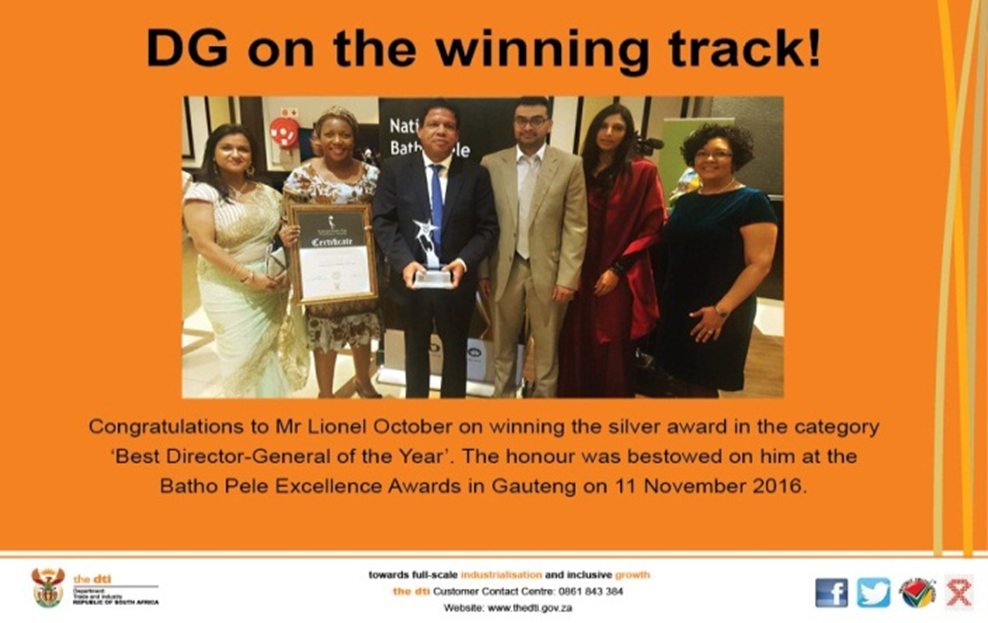 DG on the winning track!
Nati
Bath Pele
Certificate
Congratulations to Mr Lionel October on winning the silver award in the category
‘Best Director-General of the Year’. The honour was bestowed on him at the
Batho Pele Excellence Awards in Gauteng on 11 November 2016.
the dti
Department:
Trade and Industry
REPUBLIC OF SOUTH AFRICA
towards full-scale industrialisation and inclusive growth
the dti Customer Contact Centre: 0861 843 384
Website: www.thedti.gov.za